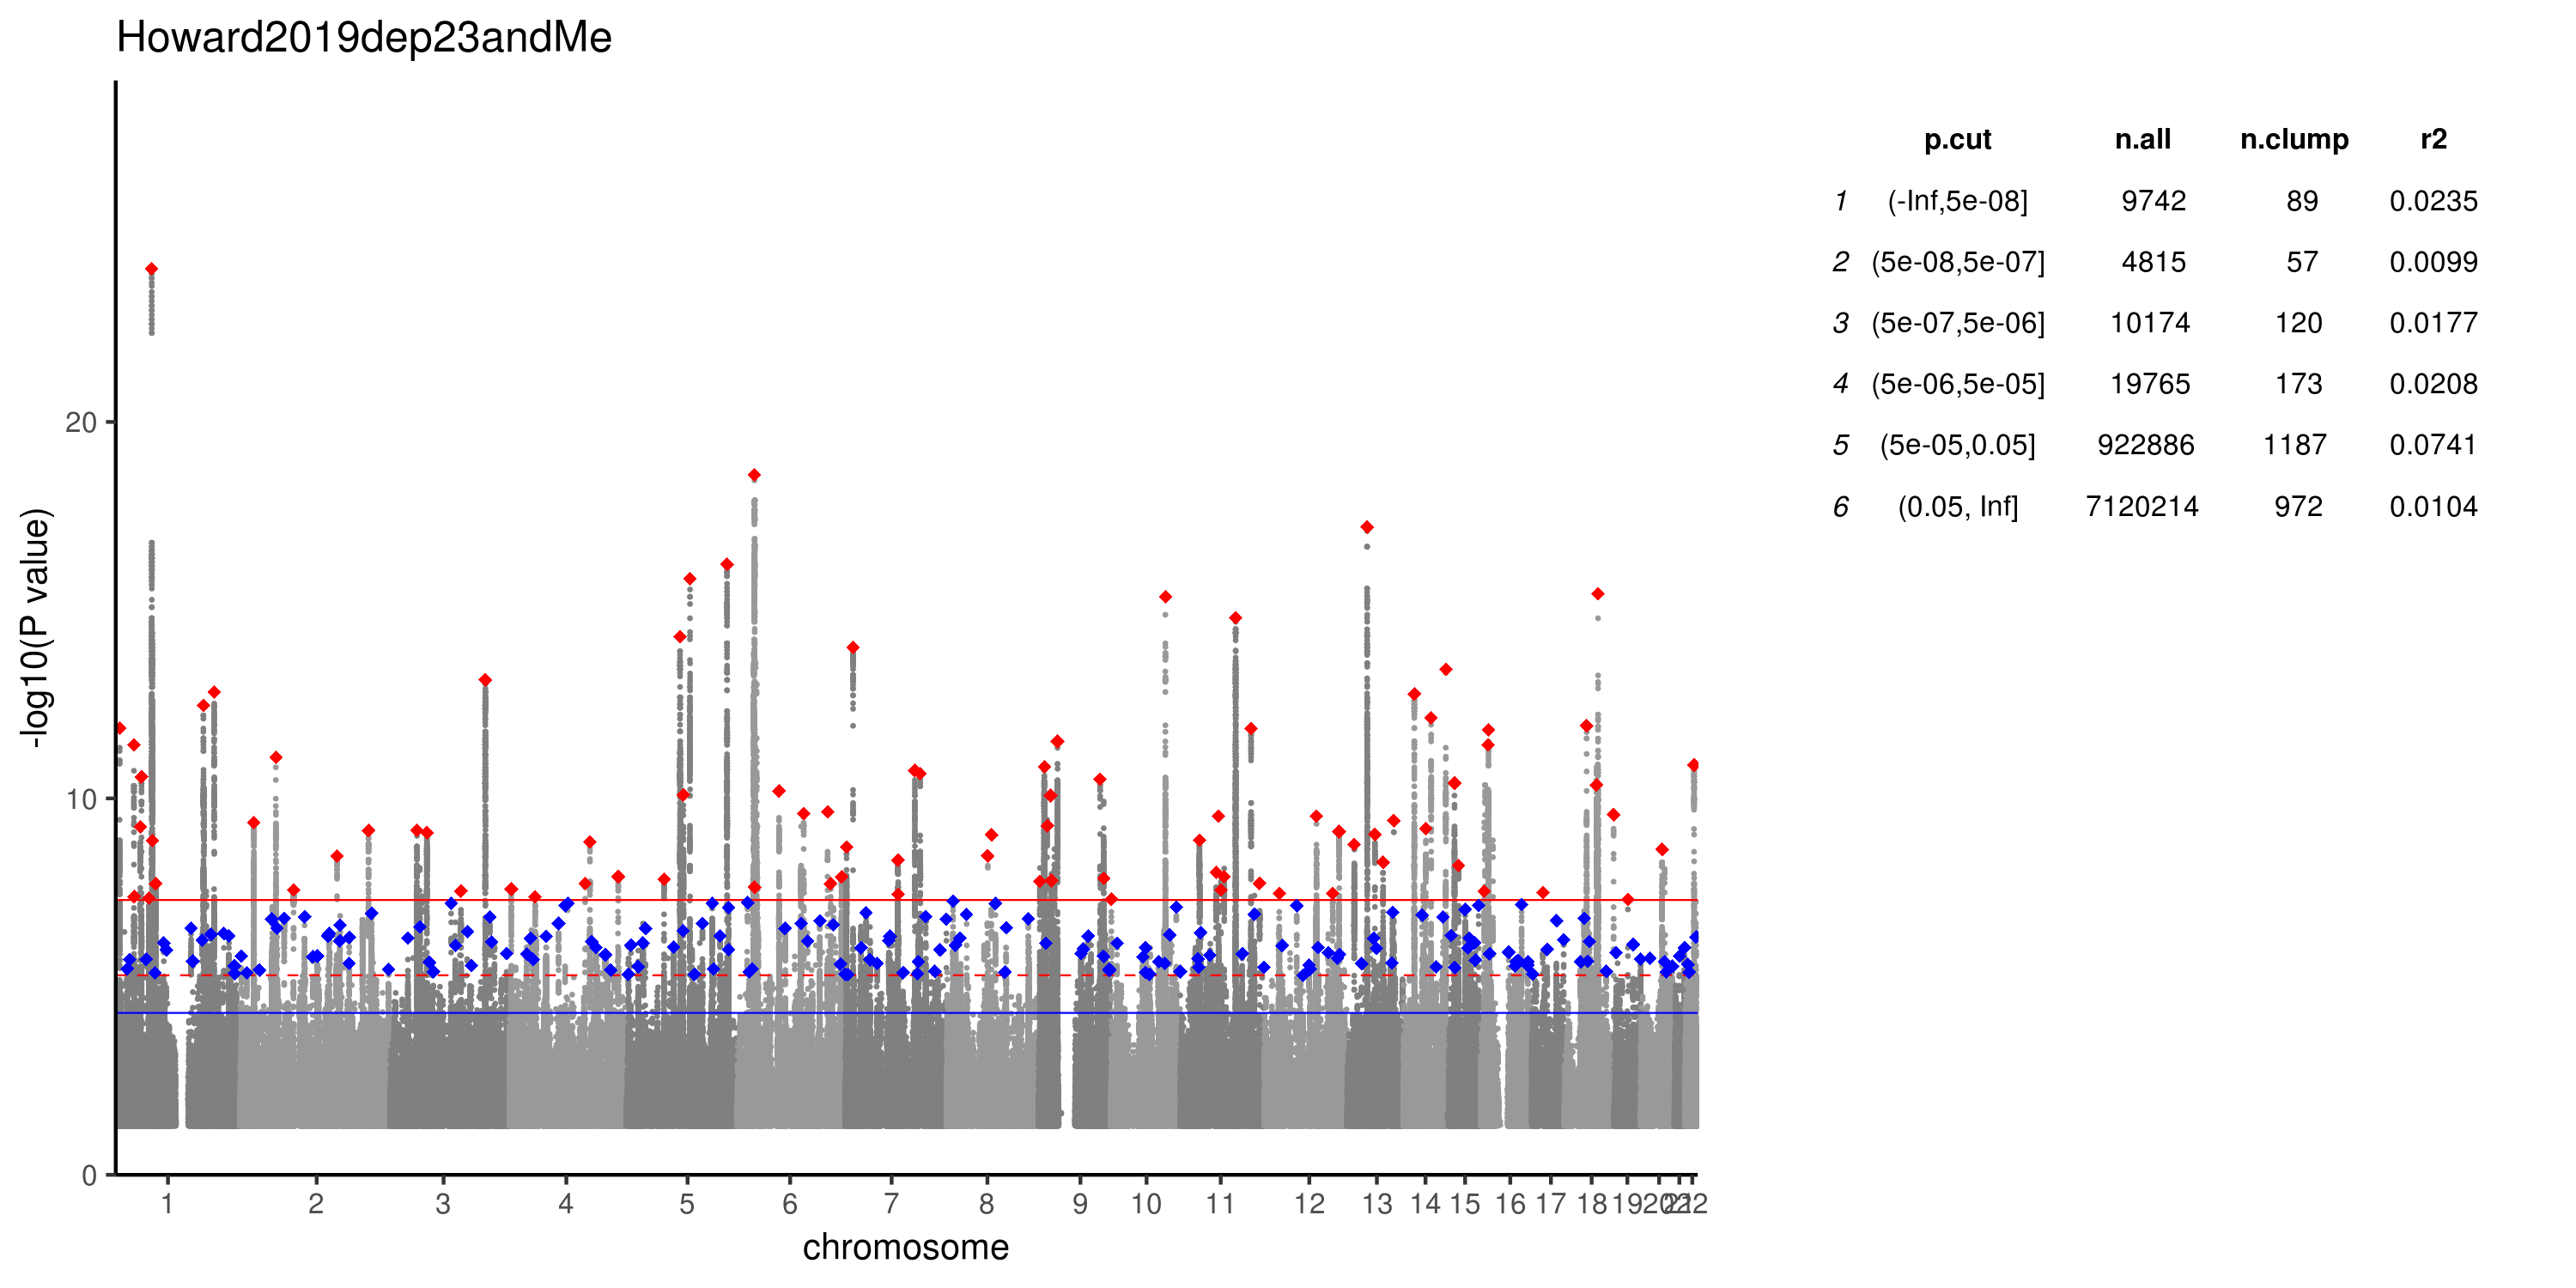 Howard2019dep23andMe
p.cut n.all n.clump r2
1 (-Inf,5e-08] 9742 89 0.0235
2 (5e-08,5e-07] 4815 57 0.0099
3 (5e-07,5e-06] 10174 120 0.0177
4 (5e-06,5e-05] 19765 173 0.0208
5 (5e-05,0.05] 922886 1187 0.0741
6 (0.05, Inf] 7120214 972 0.0104
-log10(P value)
20
10
0
1 2 3 4 5 6 7 8 9 10 11 12 13 14 15 16 17 18 19 20 21 22
chromosome